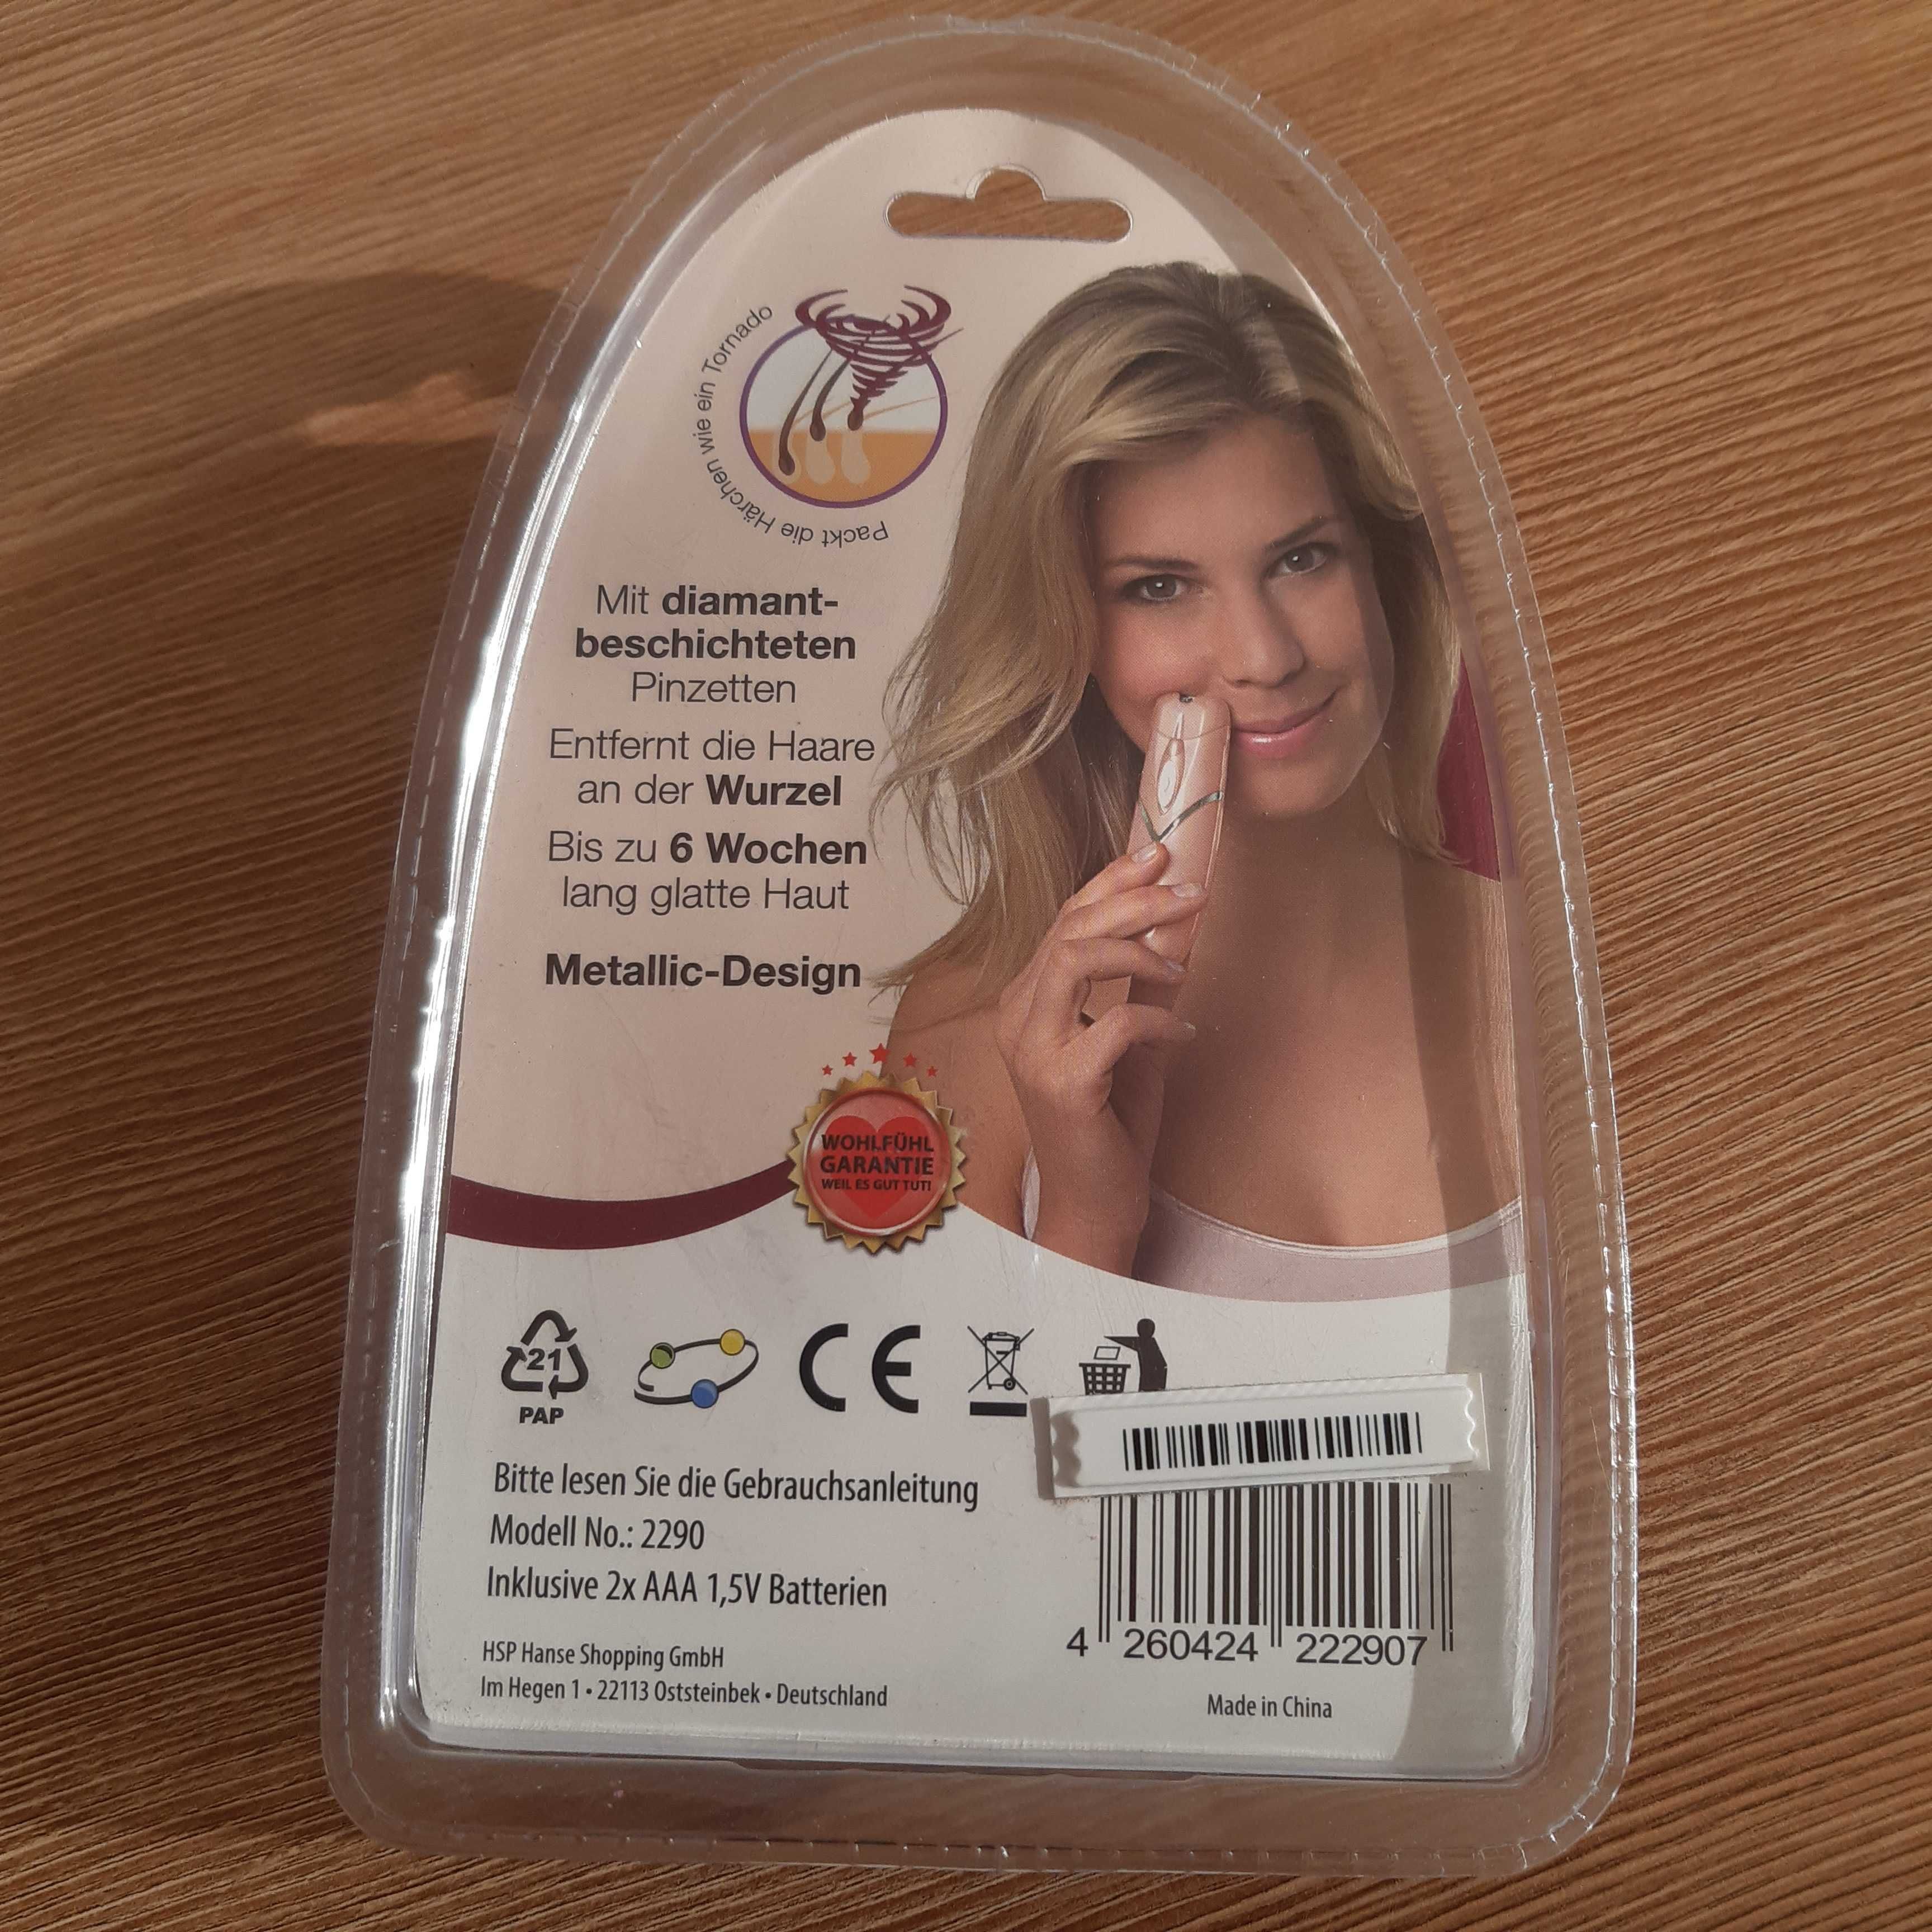 Packt die Härchen wie ein Tornado
Mit diamant-
beschichteten
Pinzetten
Entfernt die Haare
an der Wurzel
Bis zu 6 Wochen
lang glatte Haut
Metallic-Design
WOHLFÜHL
GARANTIE
WEIL ES GUT TUT!
21
PAP
CE
Bitte lesen Sie die Gebrauchsanleitung
Modell No.: 2290
Inklusive 2x AAA 1,5V Batterien
HSP Hanse Shopping GmbH
Im Hegen 1 • 22113 Oststeinbek • Deutschland
4 260424 222907
Made in China